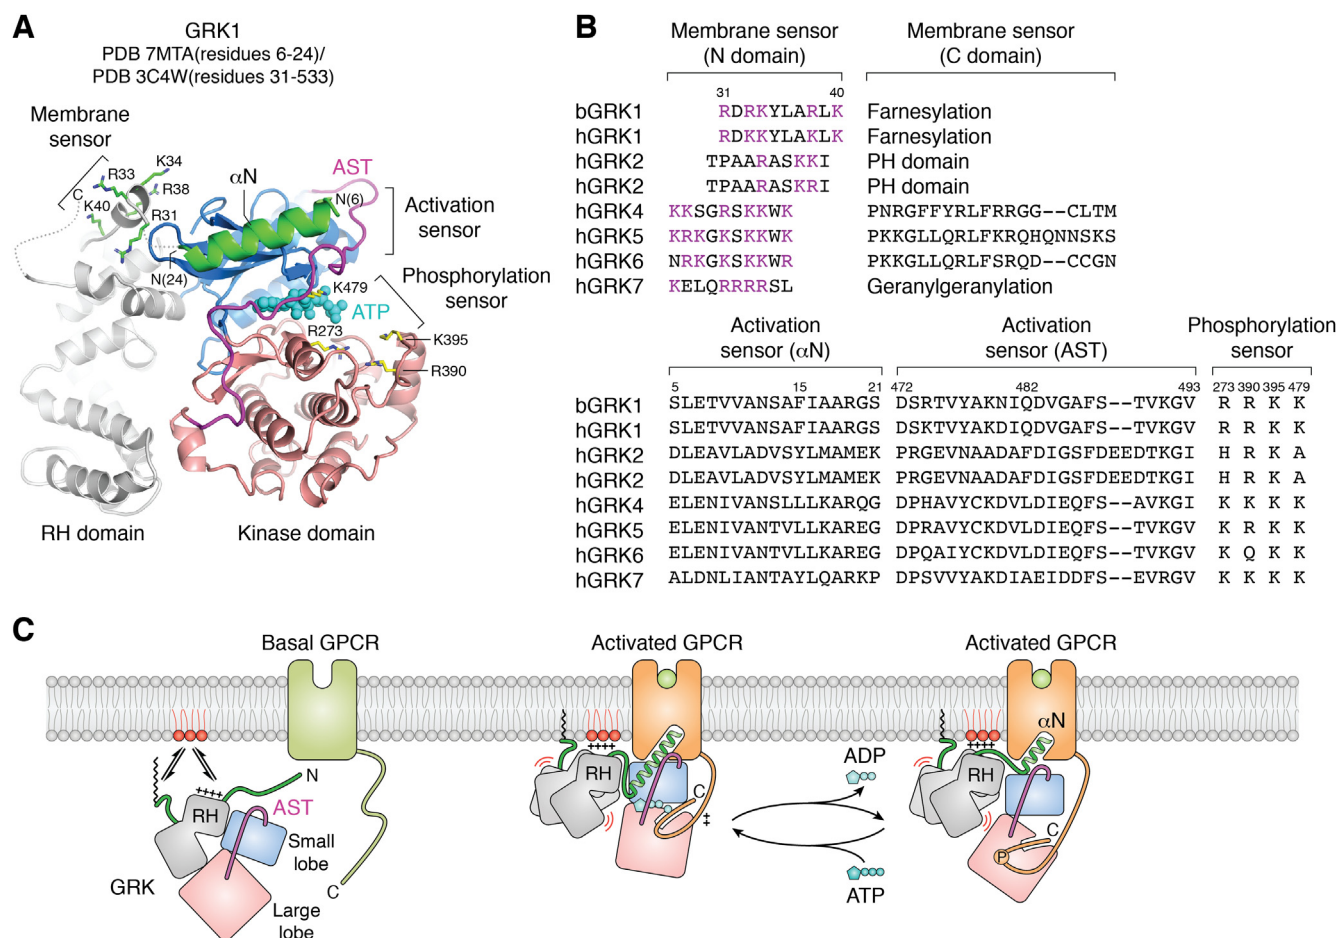 A
GRK1
PDB 7MTA(residues 6-24)/
PDB 3C4W(residues 31-533)
Membrane
sensor
C
R33
K34
R38
K40
R31
αN
AST
N(6)
Activation
sensor
N(24)
Phosphorylation
sensor
K479
ATP
R273
K395
R390
RH domain
Kinase domain
B
Membrane sensor
(N domain)
Membrane sensor
(C domain)
31 40
bGRK1 RDRKYLARLK Farnesylation
hGRK1 RDKKYLAKLK Farnesylation
hGRK2 TPAARASKKI PH domain
hGRK2 TPAARASKRI PH domain
hGRK4 KKSGRSKKWK PNRGFFYRLFRRGG--CLTM
hGRK5 KRKGKSKKWK PKKGLLQRLFKRQHQNNSKS
hGRK6 NRKGKSKKWR PKKGLLQRLFSRQD--CCGN
hGRK7 KELQRRRRSL Geranylgeranylation
Activation
sensor (αN)
Activation
sensor (AST)
Phosphorylation
sensor
5 15 21 472 482 493 273 390 395 479
bGRK1 SLETVVANSAFIAARGS DSRTVYAKNIQDVGAFS--TVKGV R R K K
hGRK1 SLETVVANSAFIAARGS DSKTVYAKDIQDVGAFS--TVKGV R R K K
hGRK2 DLEAVLADVSYLMAMEK PRGEVNAADAFDIGSFDEEDTKGI H R K A
hGRK2 DLEAVLADVSYLMAMEK PRGEVNAADAFDIGSFDEEDTKGI H R K A
hGRK4 ELENIVANSLLLKARQG DPHAVYCKDVLDIEQFS--AVKGI K K K K
hGRK5 ELENIVANTVLLKAREG DPRAVYCKDVLDIEQFS--TVKGV K R K K
hGRK6 ELENIVANTVLLKAREG DPQAIYCKDVLDIEQFS--TVKGV K Q K K
hGRK7 ALDNLIANTAYLQARKP DPSVVYAKDIAEIDDFS--EVRGV K K K K
C
Basal GPCR
Activated GPCR
Activated GPCR
++++
N
RH
AST
Small
lobe
GRK
Large
lobe
C
++++
RH
C
‡
ADP
ATP
++++
αN
RH
C
P